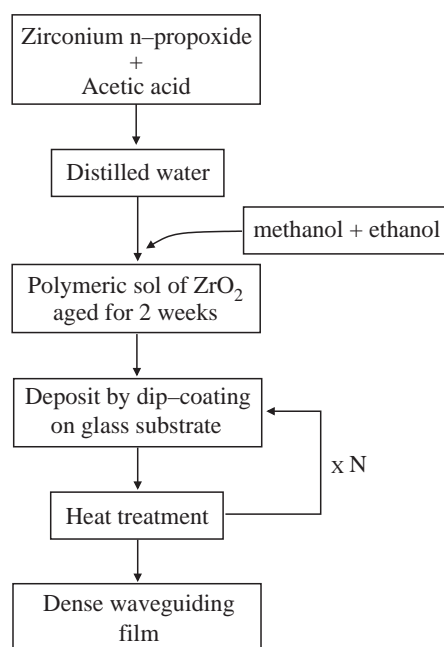 Zirconium n–propoxide
+
Acetic acid
Distilled water
methanol + ethanol
Polymeric sol of ZrO₂
aged for 2 weeks
Deposit by dip–coating
on glass substrate
x N
Heat treatment
Dense waveguiding
film